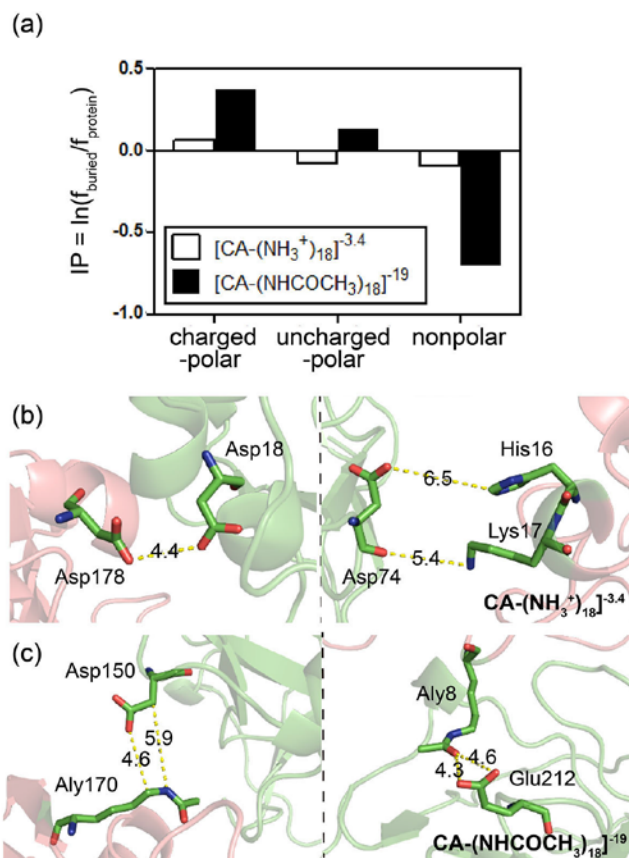 (a)
IP = ln(f_buried/f_protein)
0.5
0.0
-0.5
-1.0
[CA-(NH₃⁺)₁₈]⁻³·⁴
[CA-(NHCOCH₃)₁₈]⁻¹⁹
charged -polar
uncharged -polar
nonpolar
(b)
Asp18
Asp178
4.4
6.5
His16
Lys17
Asp74
5.4
CA-(NH₃⁺)₁₈]⁻³·⁴
(c)
Asp150
4.6
5.9
Aly170
Aly8
4.3
4.6
Glu212
CA-(NHCOCH₃)₁₈]⁻¹⁹